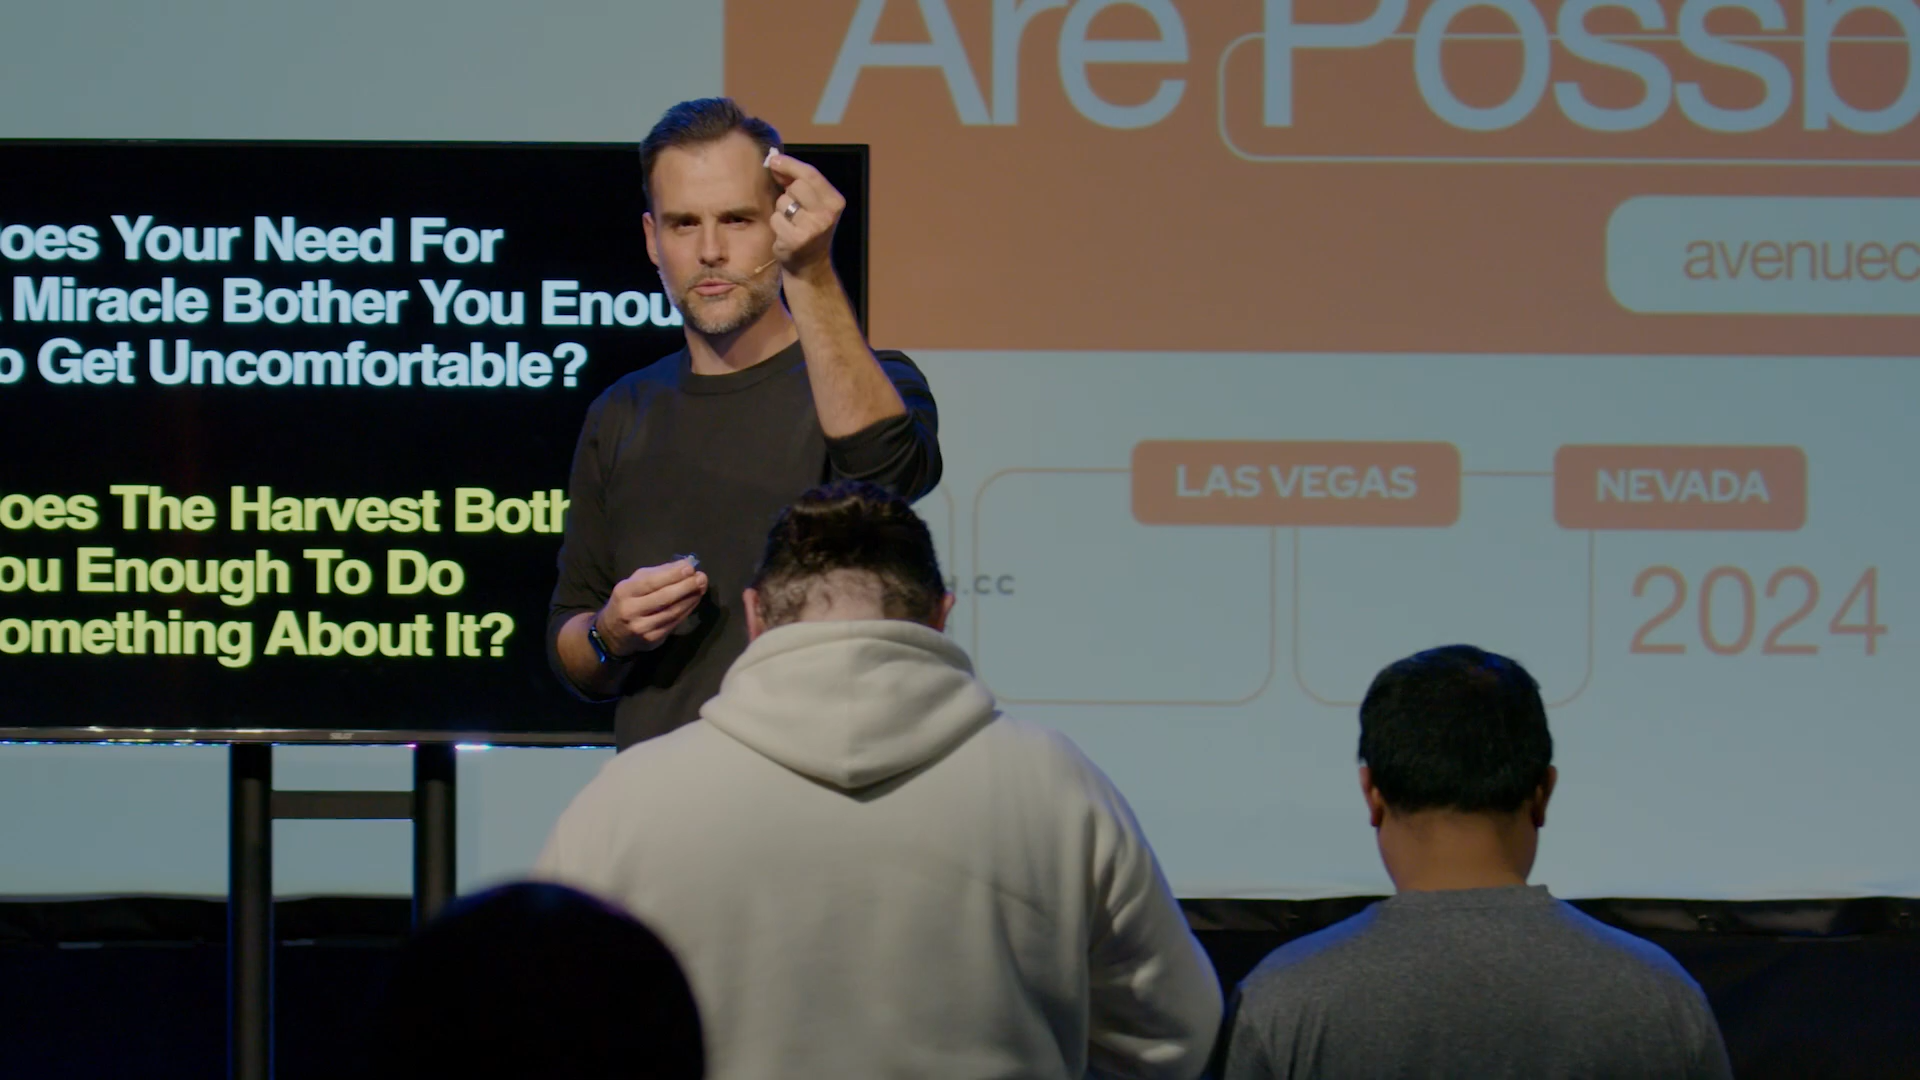 Are Possb
avenuec
oes Your Need For
Miracle Bother You Enou
o Get Uncomfortable?
LAS VEGAS
NEVADA
oes The Harvest Both
ou Enough To Do
omething About It?
H.CC
2024